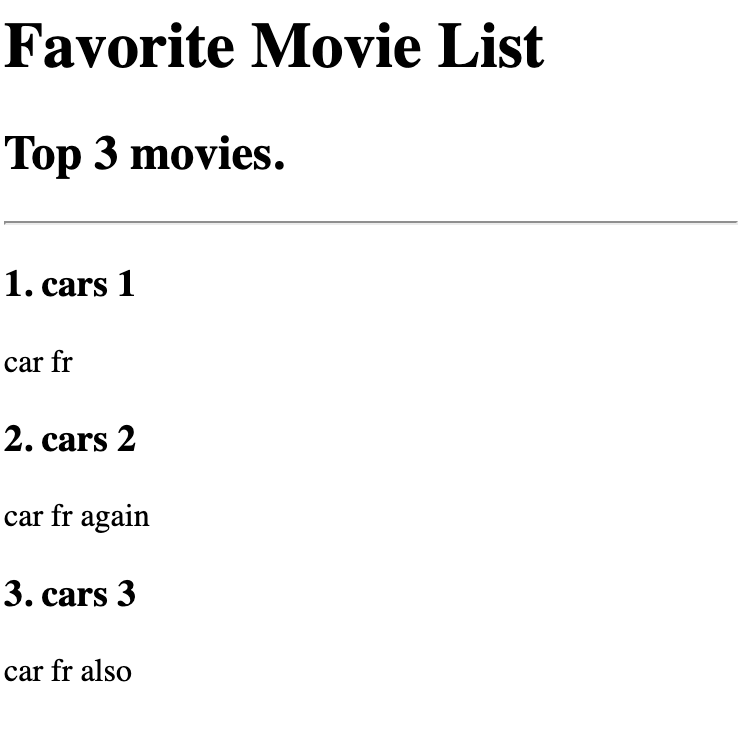 Favorite Movie List
Top 3 movies.
1. cars 1
car fr
2. cars 2
car fr again
3. cars 3
car fr also